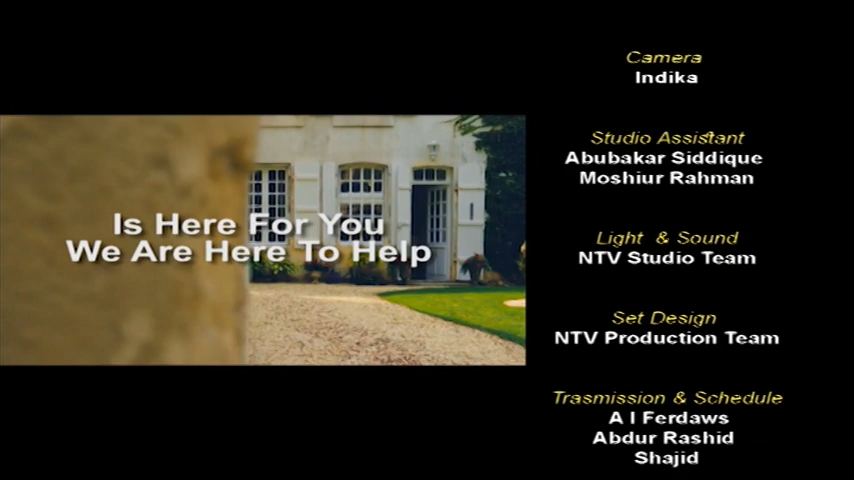 Is Here For You
We Are Here To Help
Camera
Indika
Studio Assistant
Abubakar Siddique
Moshiur Rahman
Light & Sound
NTV Studio Team
Set Design
NTV Production Team
Trasmission & Schedule
A I Ferdaws
Abdur Rashid
Shajid